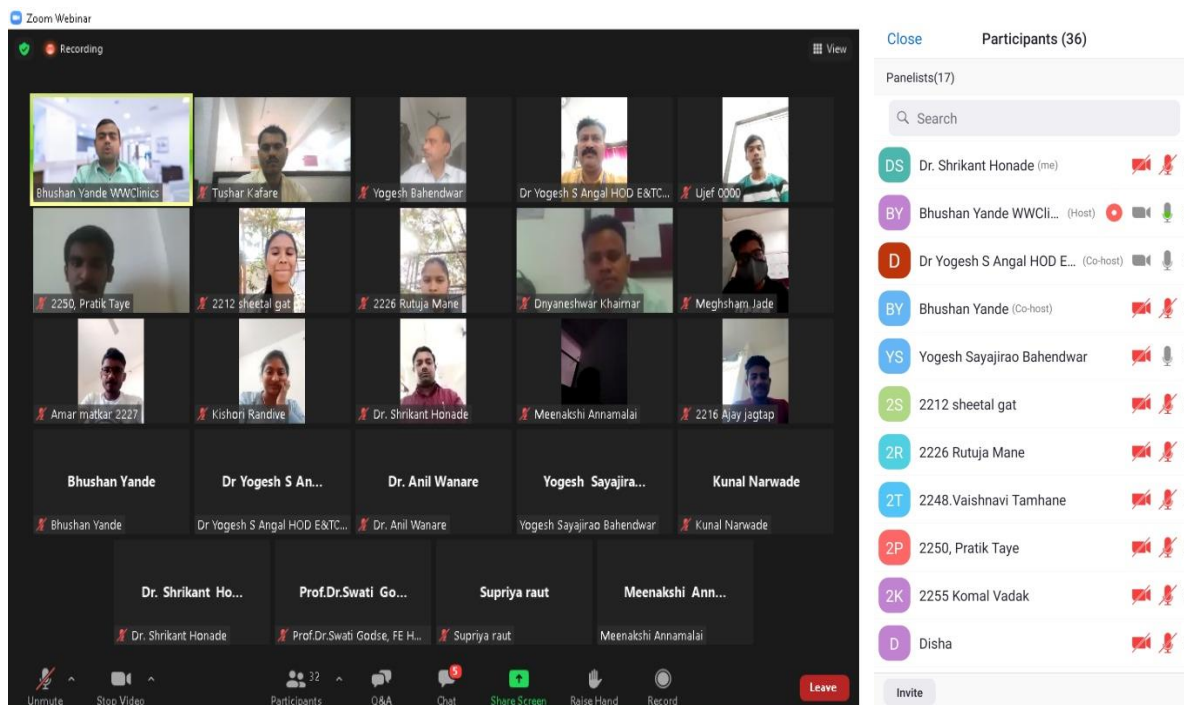 Zoom Webinar
Recording
View
Bhushan Yande WWClinics
Tushar Kafare
Yogesh Bahendwar
Dr Yogesh S Angal HOD E&TC...
Ujef 0000
2250, Pratik Taye
2212 sheetal gat
2226 Rutuja Mane
Dnyaneshwar Khairnar
Meghsham Jade
Amar matkar 2227
Kishori Randive
Dr. Shrikant Honade
Meenakshi Annamalai
2216 Ajay jagtap
Bhushan Yande
Dr Yogesh S An...
Dr. Anil Wanare
Yogesh Sayajira...
Kunal Narwade
Bhushan Yande
Dr Yogesh S Angal HOD E&TC...
Dr. Anil Wanare
Yogesh Sayajirao Bahendwar
Kunal Narwade
Dr. Shrikant Ho...
Prof.Dr.Swati Go...
Supriya raut
Meenakshi Ann...
Dr. Shrikant Honade
Prof.Dr.Swati Godse, FE H...
Supriya raut
Meenakshi Annamalai
32
5
Unmute
Stop Video
Participants
Q&A
Chat
Share Screen
Raise Hand
Record
Leave
Close
Participants (36)
Panelists(17)
Search
DS Dr. Shrikant Honade (me)
BY Bhushan Yande WWCli... (Host)
D Dr Yogesh S Angal HOD E... (Co-host)
BY Bhushan Yande (Co-host)
YS Yogesh Sayajirao Bahendwar
2S 2212 sheetal gat
2R 2226 Rutuja Mane
2T 2248.Vaishnavi Tamhane
2P 2250, Pratik Taye
2K 2255 Komal Vadak
D Disha
Invite